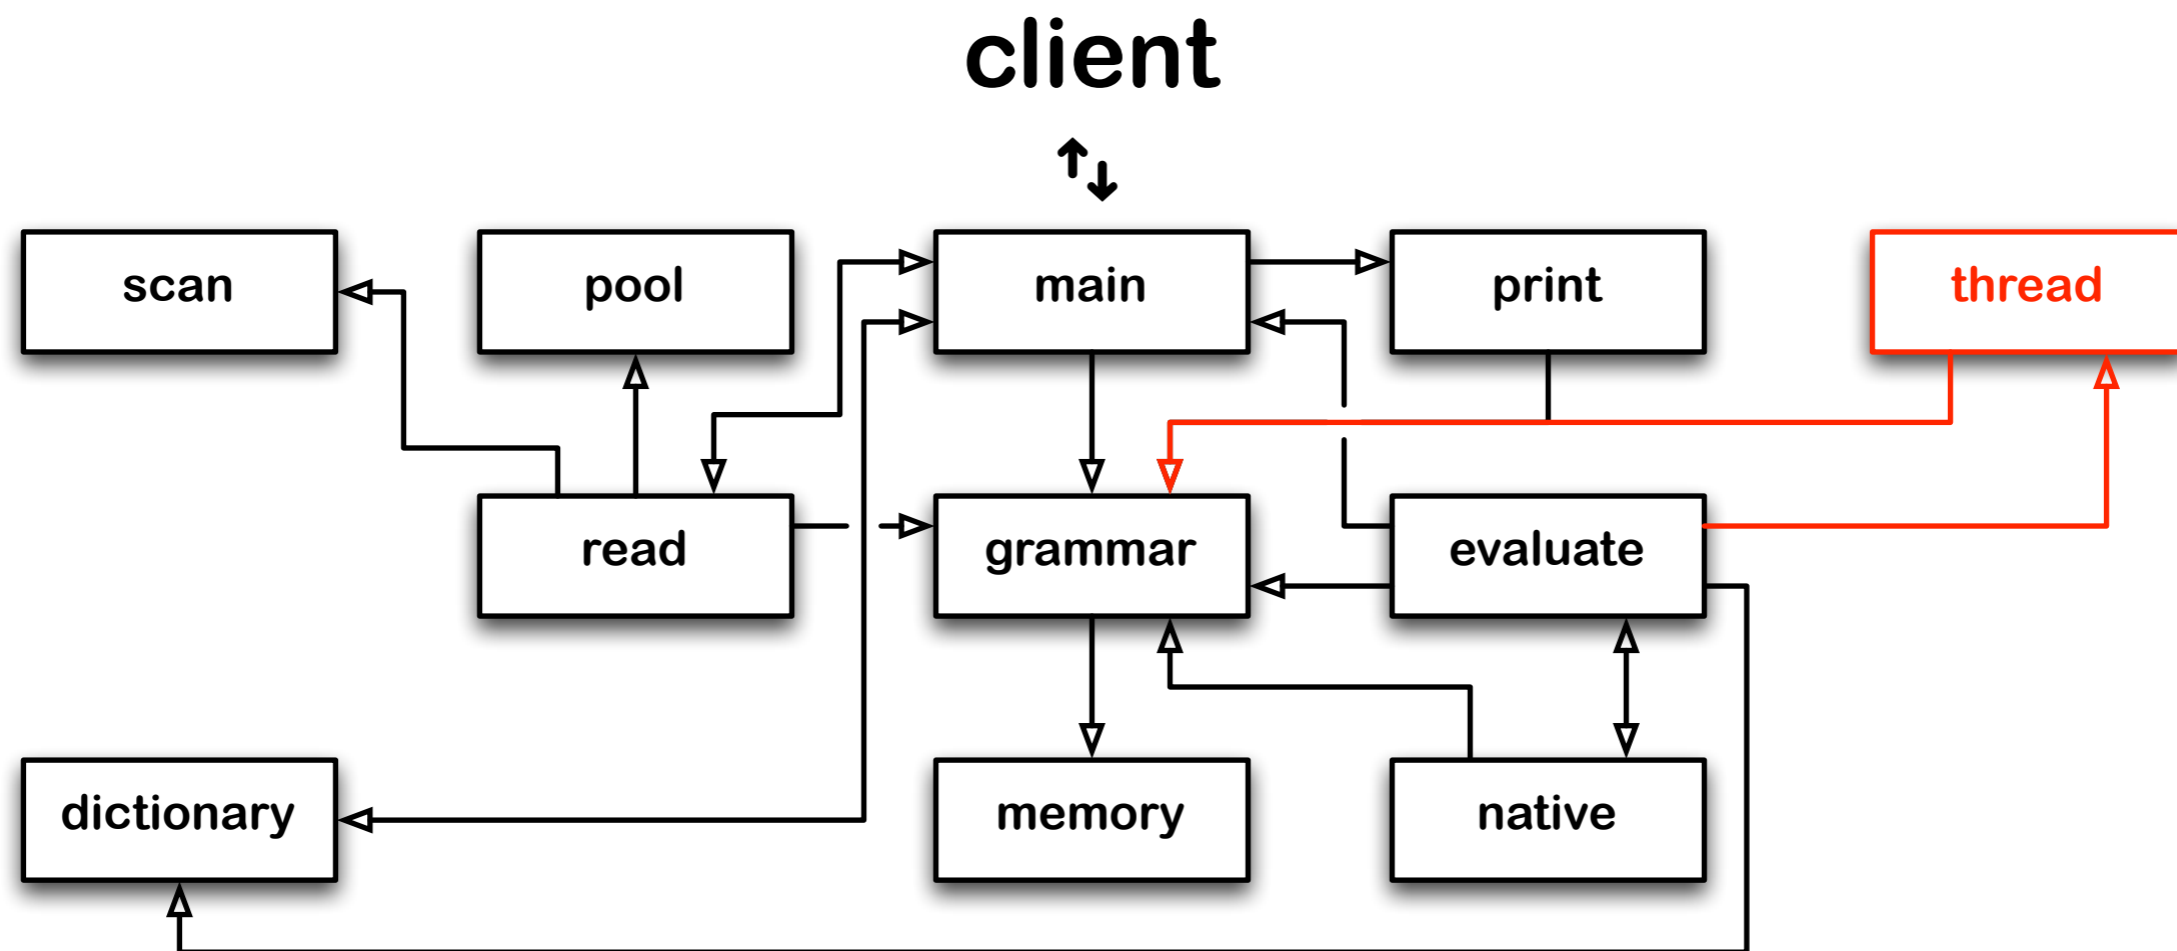 client
scan
pool
main
print
thread
read
grammar
evaluate
dictionary
memory
native